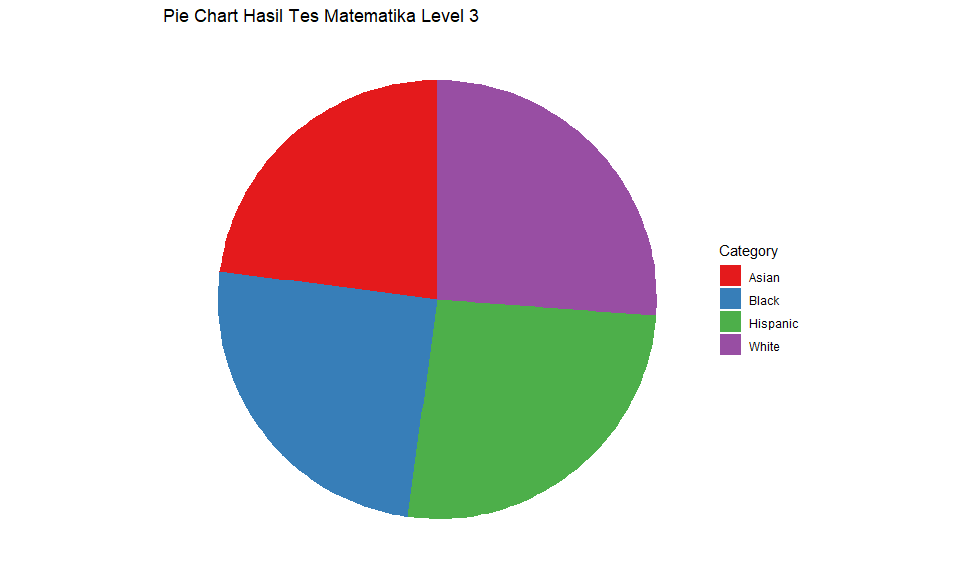 Pie Chart Hasil Tes Matematika Level 3
Category
Asian
Black
Hispanic
White